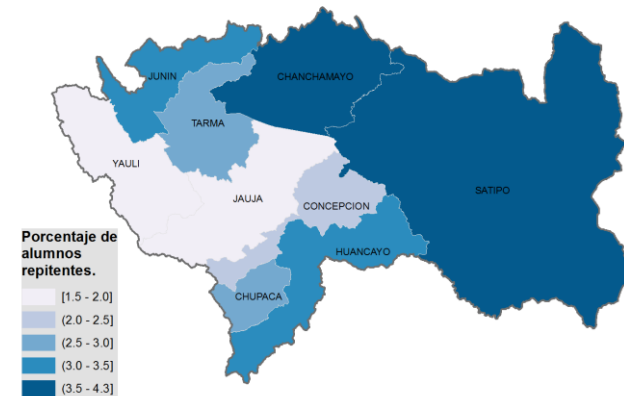 JUNIN
CHANCHAMAYO
TARMA
YAULI
JAUJA
CONCEPCION
SATIPO
HUANCAYO
CHUPACA
Porcentaje de
alumnos
repitentes.
[1.5 - 2.0]
(2.0 - 2.5]
(2.5 - 3.0]
(3.0 - 3.5]
(3.5 - 4.3]